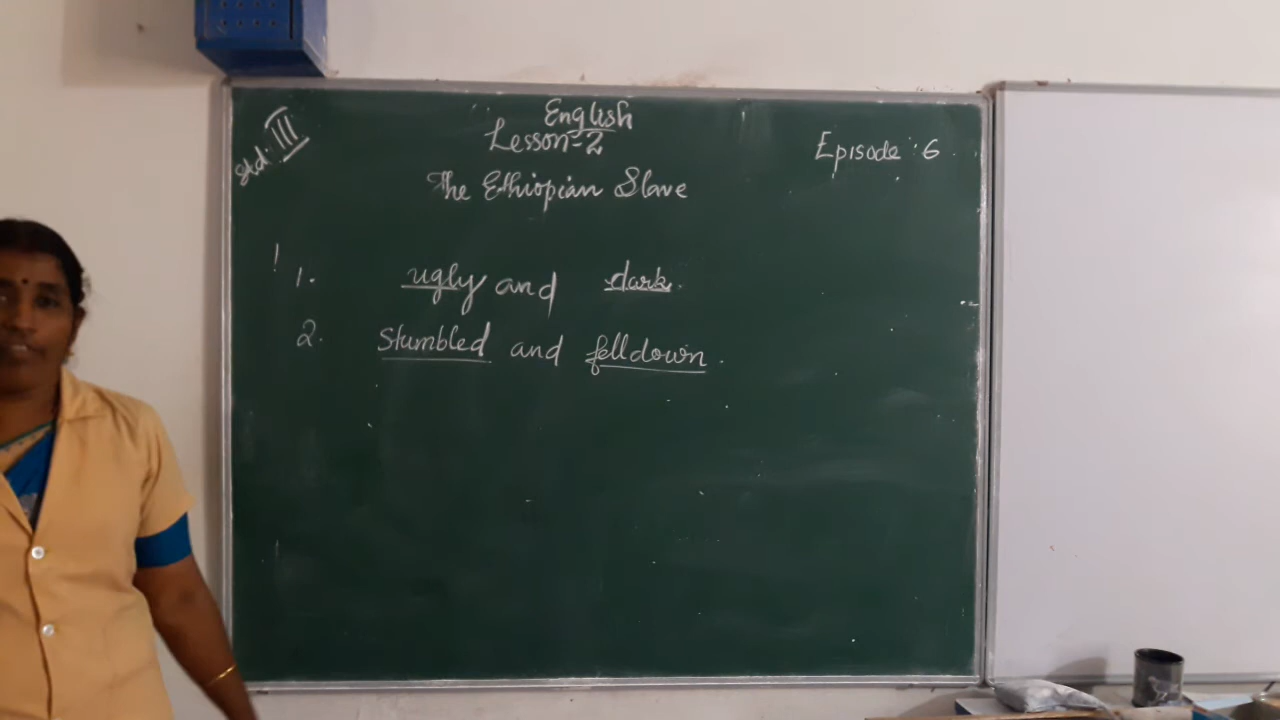 English
Std: III
Lesson-2
Episode : 6
The Ethiopian Slave
1. ugly and dark.
2. Stumbled and felldown.